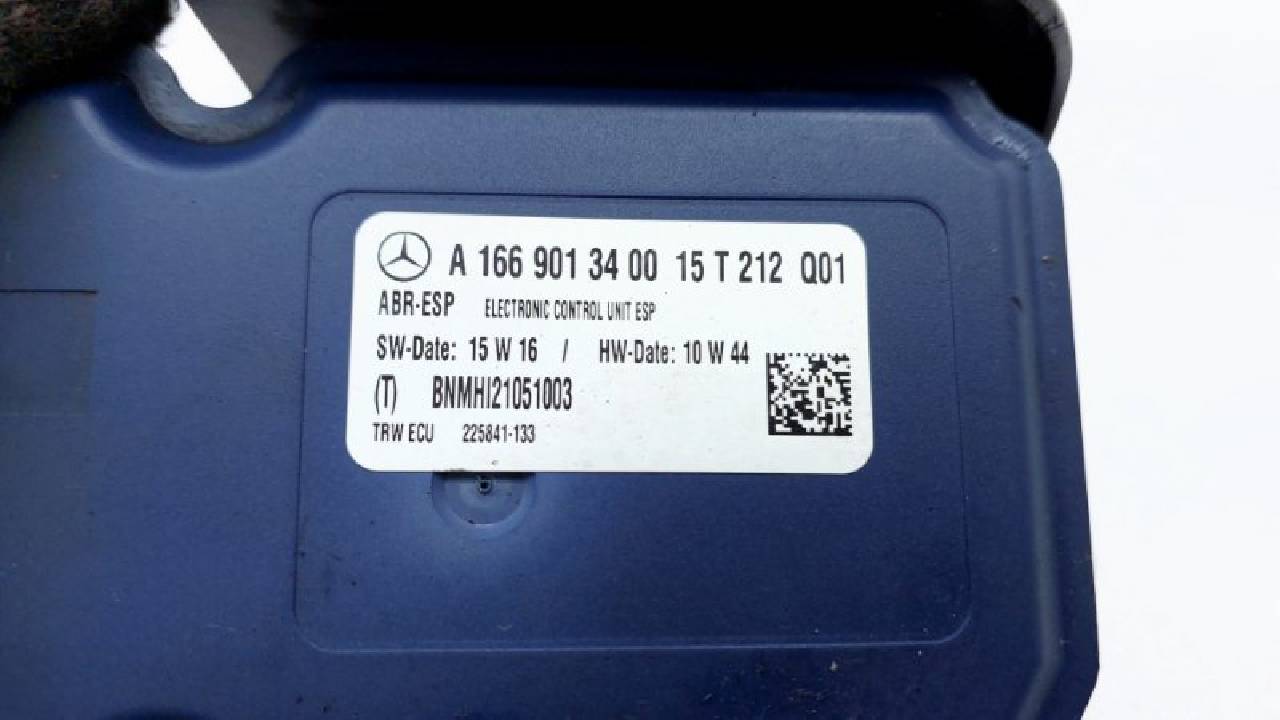 A 166 901 34 00 15 T 212 Q01
ABR-ESP ELECTRONIC CONTROL UNIT ESP
SW-Date: 15 W 16 / HW-Date: 10 W 44
(T) BNMHI21051003
TRW ECU 225841-133